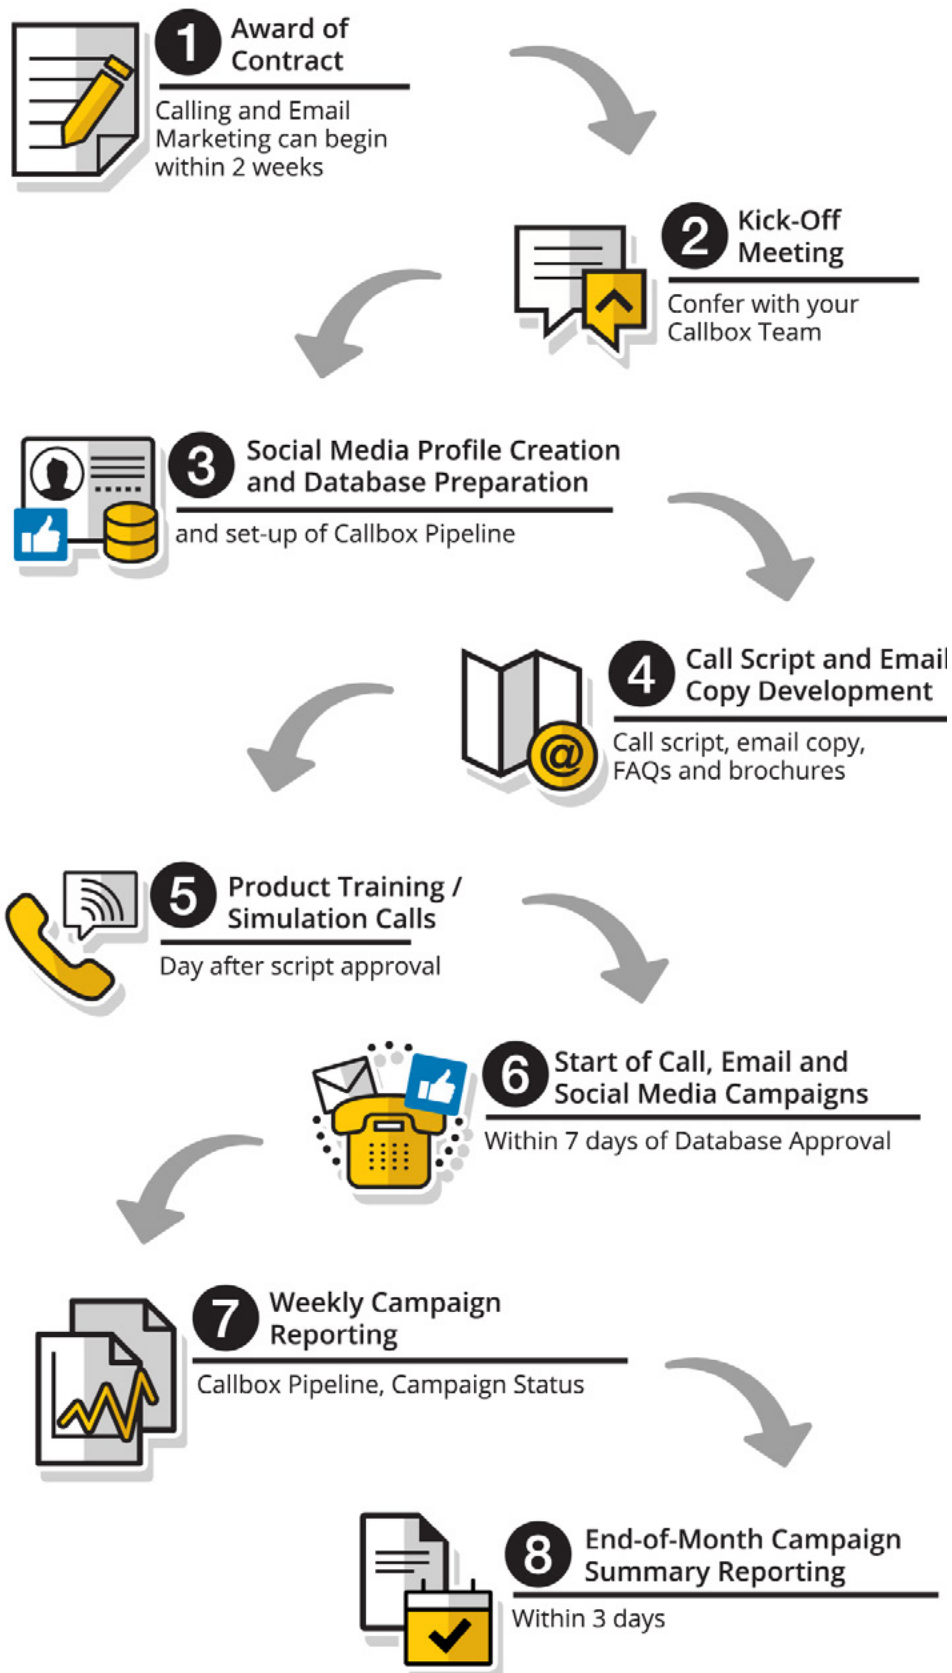 1 Award of
Contract
Calling and Email
Marketing can begin
within 2 weeks
2 Kick-Off
Meeting
Confer with your
Callbox Team
3 Social Media Profile Creation
and Database Preparation
and set-up of Callbox Pipeline
4 Call Script and Email
Copy Development
@
Call script, email copy,
FAQs and brochures
5 Product Training /
Simulation Calls
Day after script approval
6 Start of Call, Email and
Social Media Campaigns
Within 7 days of Database Approval
7 Weekly Campaign
Reporting
Callbox Pipeline, Campaign Status
8 End-of-Month Campaign
Summary Reporting
Within 3 days